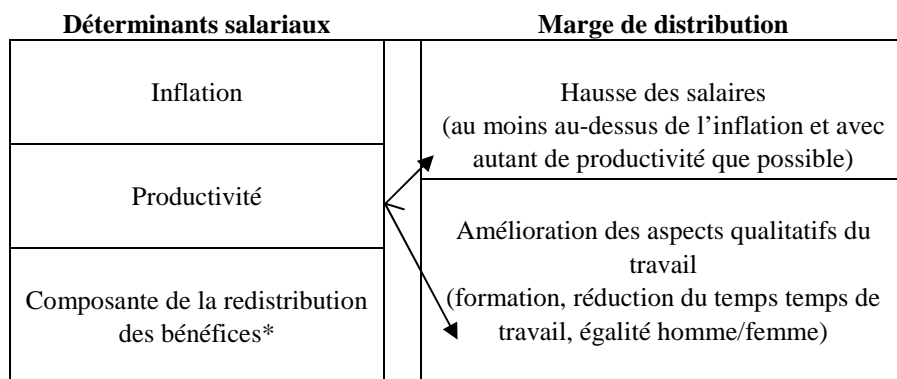 Déterminants salariaux
Marge de distribution
Inflation
Productivité
Composante de la redistribution
des bénéfices*
Hausse des salaires
(au moins au-dessus de l’inflation et avec
autant de productivité que possible)
Amélioration des aspects qualitatifs du
travail
(formation, réduction du temps temps de
travail, égalité homme/femme)